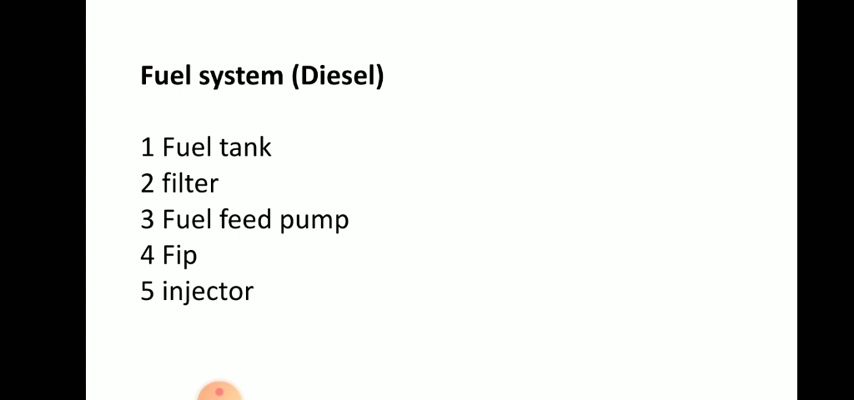 Fuel system (Diesel)
1 Fuel tank
2 filter
3 Fuel feed pump
4 Fip
5 injector